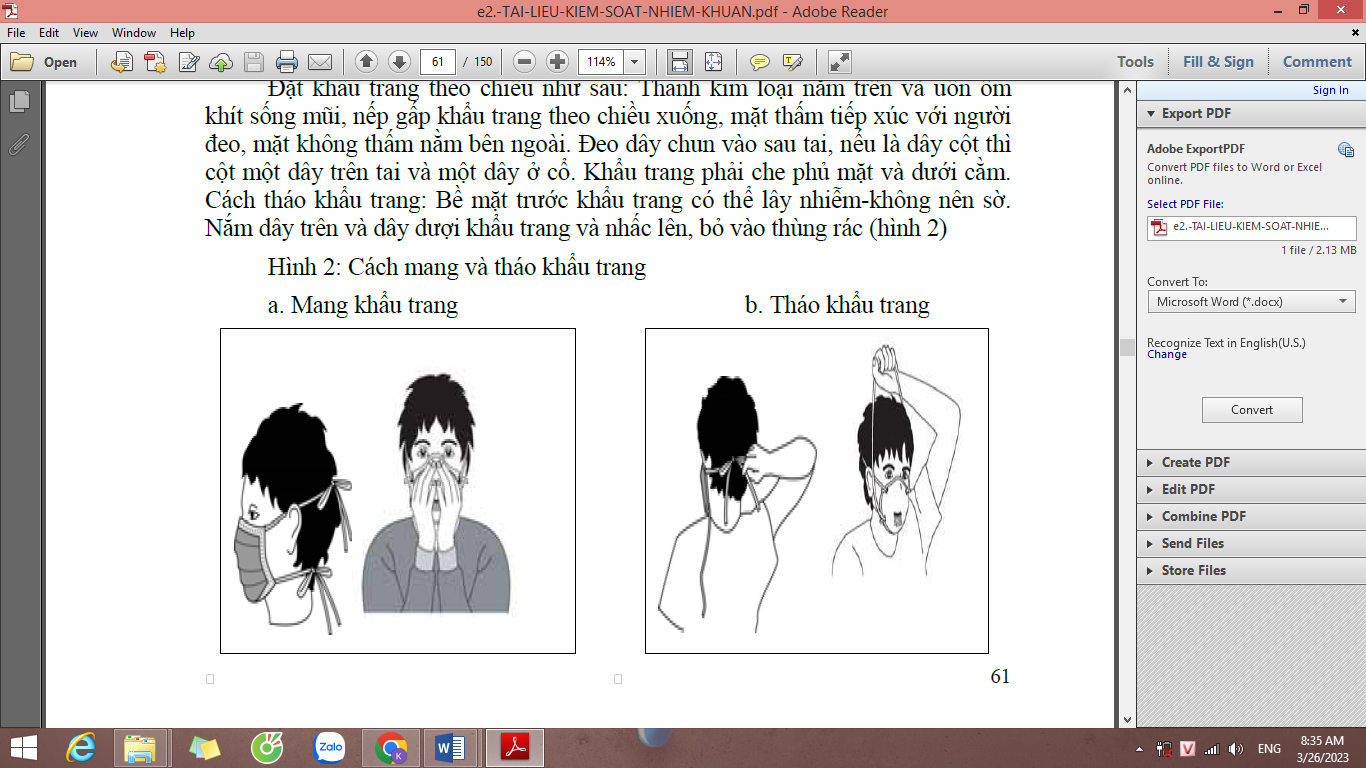 e2.-TAI-LIEU-KIEM-SOAT-NHIEM-KHUAN.pdf - Adobe Reader
File Edit View Window Help
Open 61 / 150 114% Tools Fill & Sign Comment
Sign In
Đặt khẩu trang theo chiều như sau: Thanh kim loại nằm trên và uốn ôm
khít sống mũi, nếp gấp khẩu trang theo chiều xuống, mặt thấm tiếp xúc với người
đeo, mặt không thấm nằm bên ngoài. Đeo dây chun vào sau tai, nếu là dây cột thì
cột một dây trên tai và một dây ở cổ. Khẩu trang phải che phủ mặt và dưới cằm.
Cách tháo khẩu trang: Bề mặt trước khẩu trang có thể lây nhiễm-không nên sờ.
Nắm dây trên và dây dượi khẩu trang và nhấc lên, bỏ vào thùng rác (hình 2)
Hình 2: Cách mang và tháo khẩu trang
a. Mang khẩu trang b. Tháo khẩu trang
61
Export PDF
Adobe ExportPDF
Convert PDF files to Word or Excel
online.
Select PDF File:
e2.-TAI-LIEU-KIEM-SOAT-NHIE...
1 file / 2.13 MB
Convert To:
Microsoft Word (*.docx)
Recognize Text in English(U.S.)
Change
Convert
Create PDF
Edit PDF
Combine PDF
Send Files
Store Files
Zalo K W V ENG 8:35 AM
3/26/2023